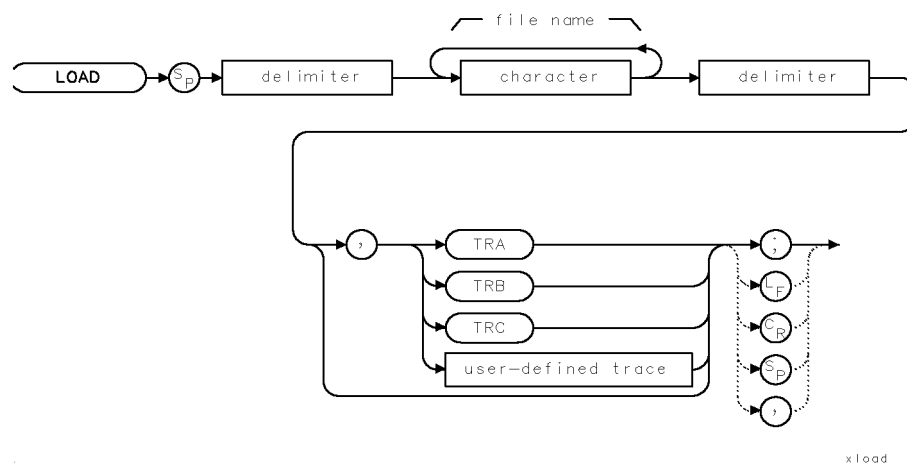 file name
LOAD SP delimiter character delimiter
, TRA ;
TRB LF
TRC CR
user–defined trace SP
,
xload